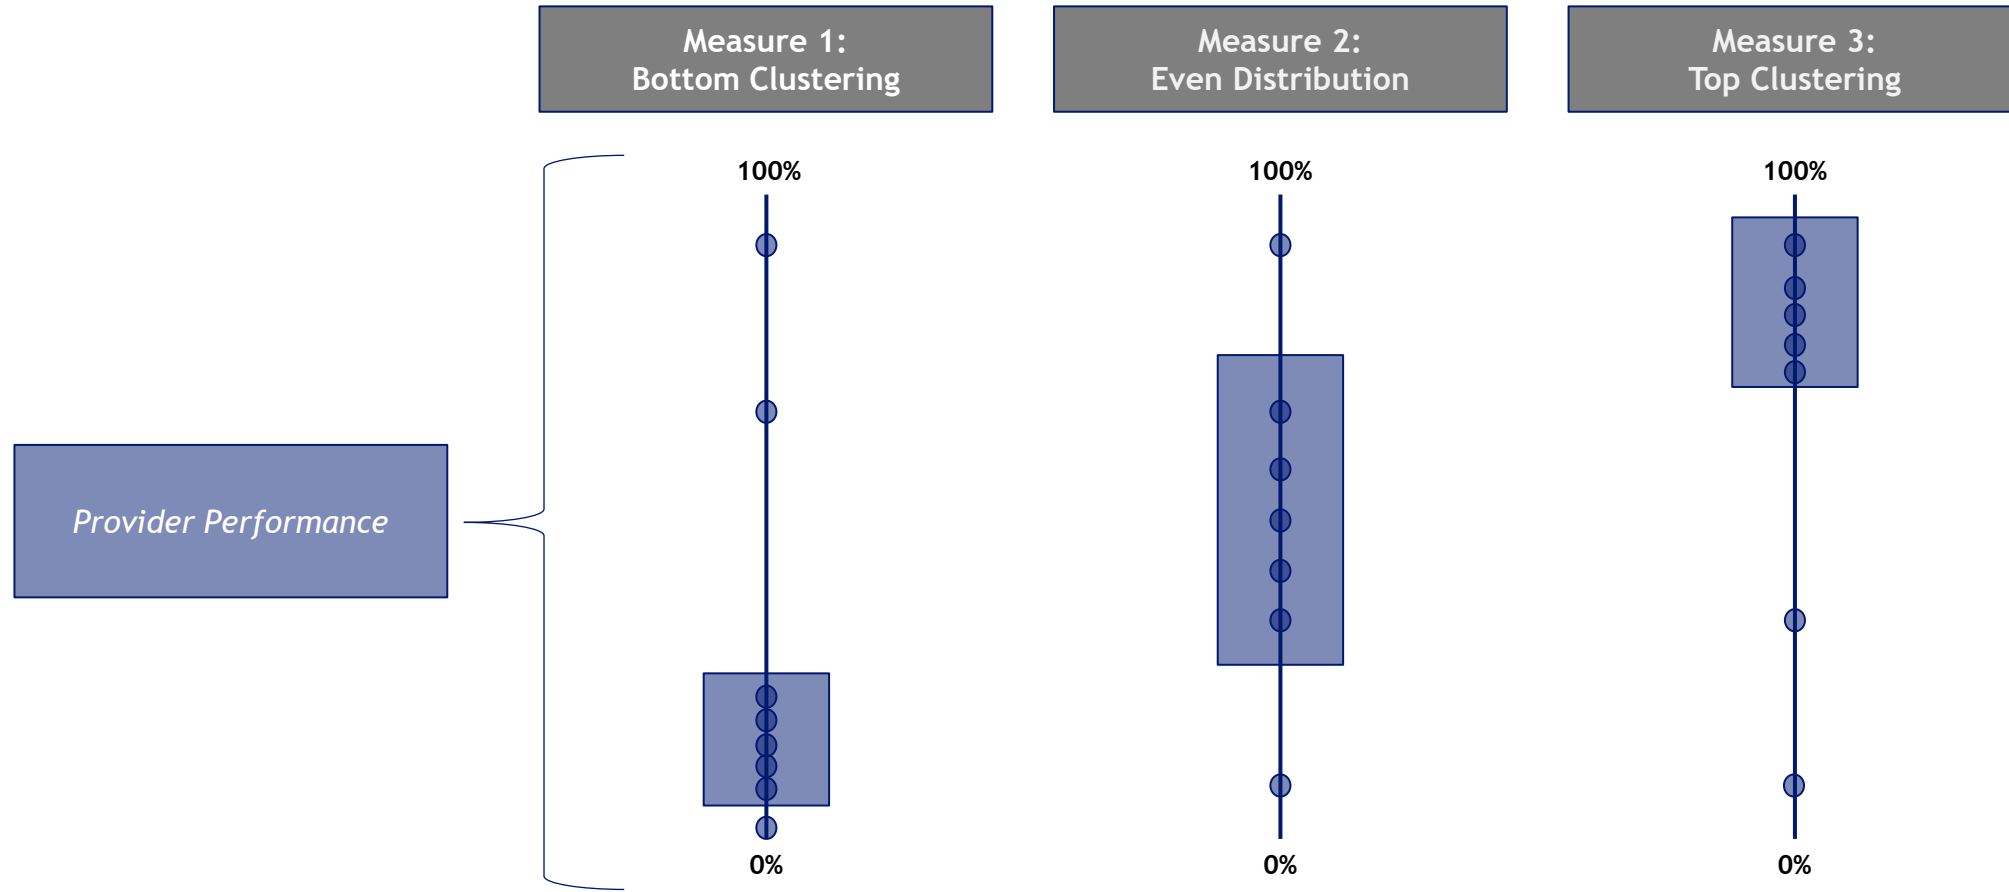 Measure 1:
Bottom Clustering
Measure 2:
Even Distribution
Measure 3:
Top Clustering
100%
100%
100%
Provider Performance
0%
0%
0%